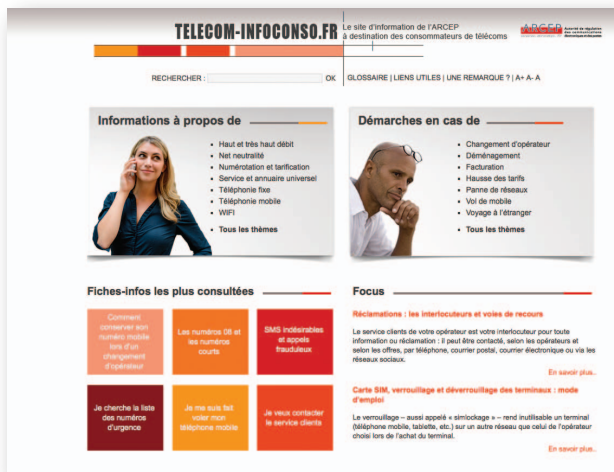 TELECOM-INFOCONSO.FR
Le site d'information de l'ARCEP
à destination des consommateurs de télécoms
ARCEP
RECHERCHER :
OK
GLOSSAIRE | LIENS UTILES | UNE REMARQUE ? | A+ A- A
Informations à propos de
• Haut et très haut débit
• Net neutralité
• Numérotation et tarification
• Service et annuaire universel
• Téléphonie fixe
• Téléphonie mobile
• WIFI
• Tous les thèmes
Démarches en cas de
• Changement d'opérateur
• Déménagement
• Facturation
• Hausse des tarifs
• Panne de réseaux
• Vol de mobile
• Voyage à l'étranger
• Tous les thèmes
Fiches-infos les plus consultées
Comment
conserver son
numéro mobile
lors d'un
changement
d'opérateur
Les numéros 08 et
les numéros
courts
SMS indésirables
et appels
frauduleux
Je cherche la liste
des numéros
d'urgence
Je me suis fait
voler mon
téléphone mobile
Je veux contacter
le service clients
Focus
Réclamations : les interlocuteurs et voies de recours
Le service clients de votre opérateur est votre interlocuteur pour toute
information ou réclamation : il peut être contacté, selon les opérateurs et
selon les offres, par téléphone, courrier postal, courrier électronique ou via les
réseaux sociaux.
En savoir plus..
Carte SIM, verrouillage et déverrouillage des terminaux : mode
d'emploi
Le verrouillage – aussi appelé « simlockage » – rend inutilisable un terminal
(téléphone mobile, tablette, etc.) sur un autre réseau que celui de l'opérateur
choisi lors de l'achat du terminal.
En savoir plus..